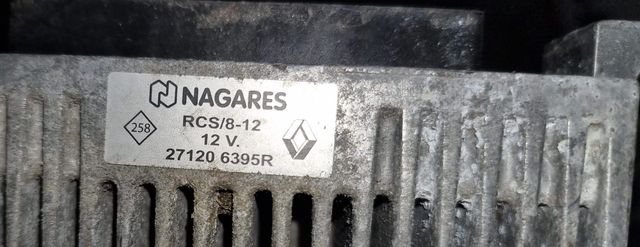 NAGARES
RCS/8-12
258
12 V.
27120 6395R